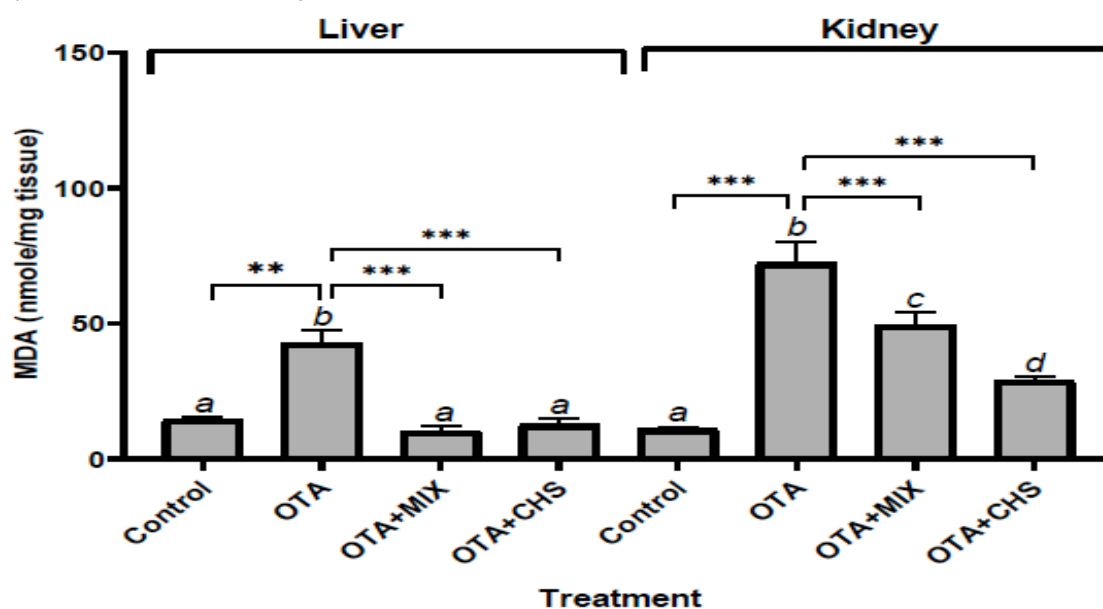 Liver Kidney
150
*** 
*** ***
100
b
***
** ***
50
b c
d
a a a a
0
MDA (nmole/mg tissue)
Control OTA OTA+MIX OTA+CHS Control OTA OTA+MIX OTA+CHS
Treatment